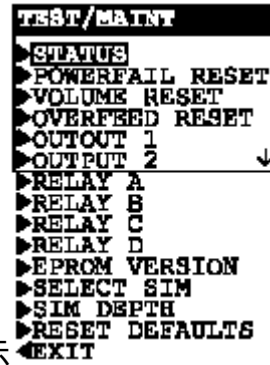 TEST/MAINT
▶STATUS
▶POWERFAIL RESET
▶VOLUME RESET
▶OVERFEED RESET
▶OUTOUT 1
▶OUTPUT 2 ↓
▶RELAY A
▶RELAY B
▶RELAY C
▶RELAY D
▶EPROM VERSION
▶SELECT SIM
▶SIM DEPTH
▶RESET DEFAULTS
示 ◀EXIT